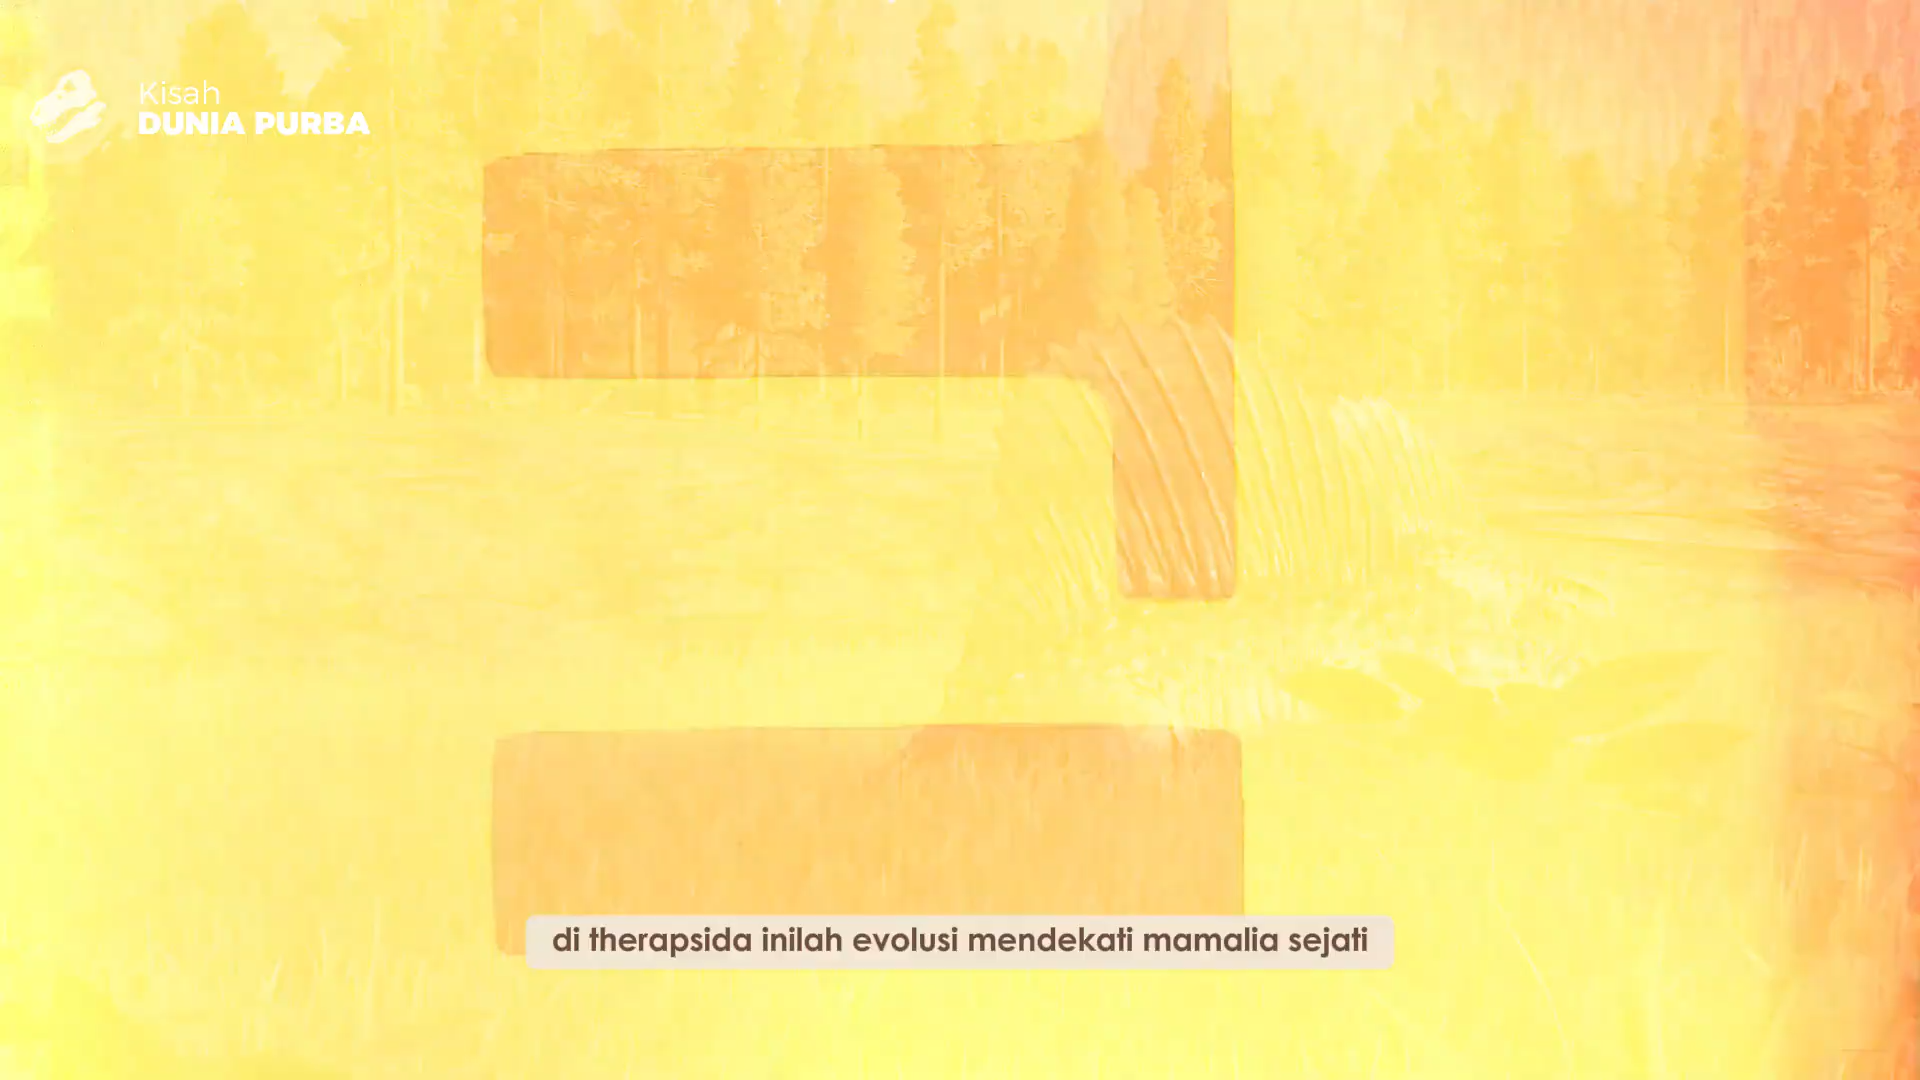 Kisah
DUNIA PURBA
di therapsida inilah evolusi mendekati mamalia sejati